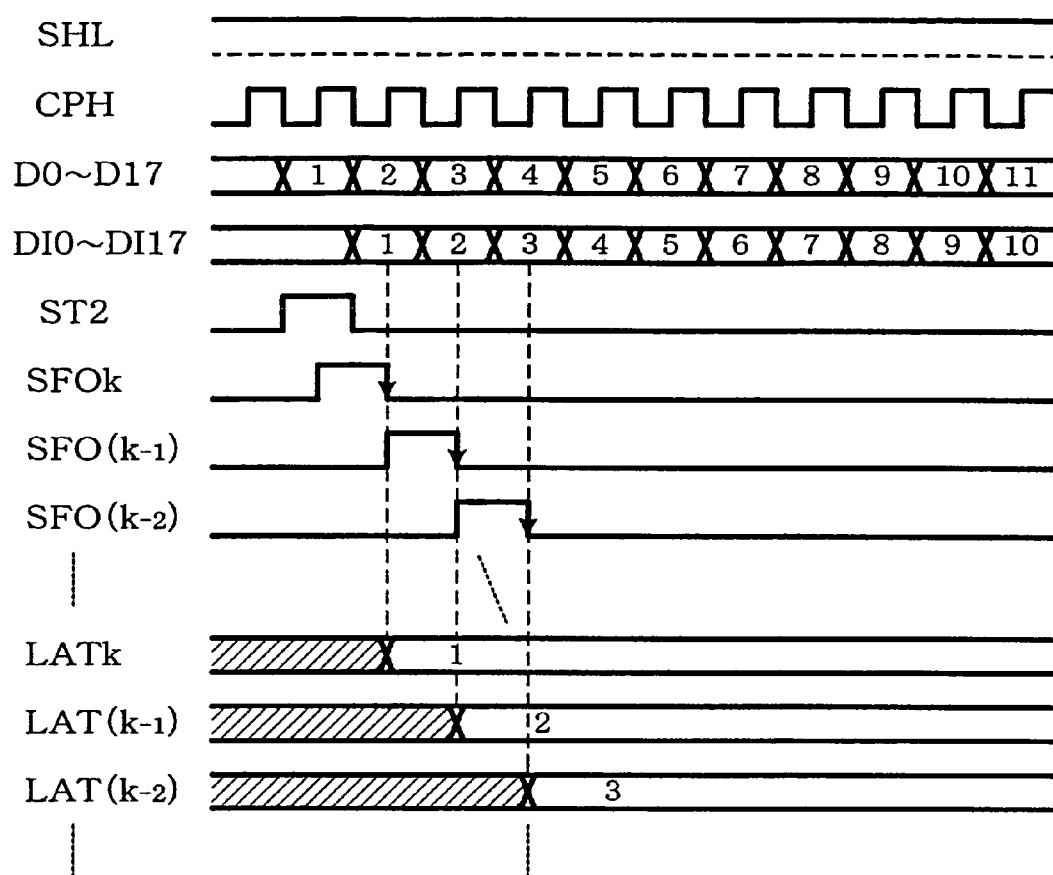 SHL
CPH
D0~D17 1 2 3 4 5 6 7 8 9 10 11
DI0~DI17 1 2 3 4 5 6 7 8 9 10
ST2
SFOk
SFO(k-1)
SFO(k-2)
LATk 1
LAT(k-1) 2
LAT(k-2) 3